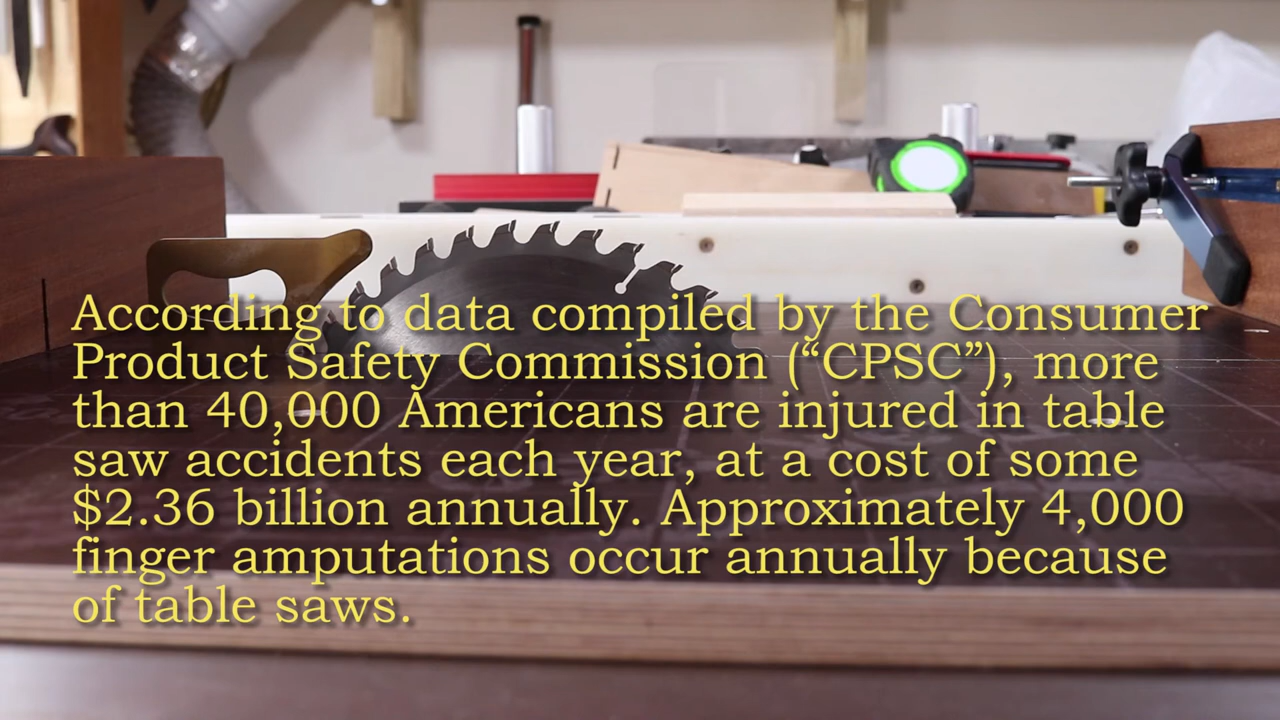 According to data compiled by the Consumer
Product Safety Commission (“CPSC”), more
than 40,000 Americans are injured in table
saw accidents each year, at a cost of some
$2.36 billion annually. Approximately 4,000
finger amputations occur annually because
of table saws.